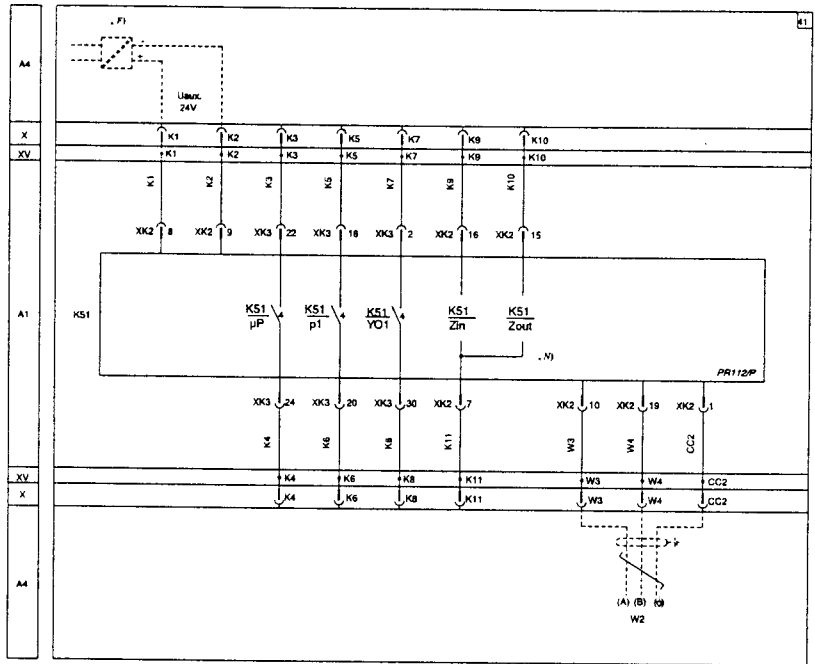 . F)
41
A4
-
+
Uaux.
24V
X
K1 K2 K3 K5 K7 K9 K10
XV
K1 K2 K3 K5 K7 K9 K10
K1 K2 K3 K5 K7 K9 K10
XK2 8 XK2 9 XK3 22 XK3 18 XK3 2 XK2 16 XK2 15
A1
K51
K51 K51 K51 K51 K51
µP p1 YO1 Zin Zout
4 4 4
. N)
PR112/P
XK3 24 XK3 20 XK3 30 XK2 7 XK2 10 XK2 19 XK2 1
K4 K6 K8 K11 W3 W4 CC2
XV
K4 K6 K8 K11 W3 W4 CC2
X
K4 K6 K8 K11 W3 W4 CC2
A4
(A) (B)
W2